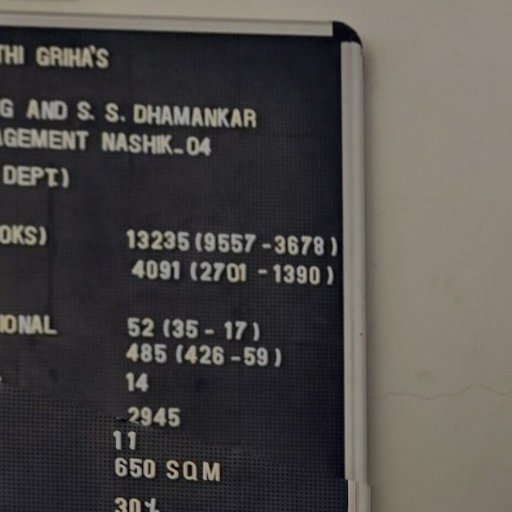 THI GRIHA'S
G AND S. S. DHAMANKAR
AGEMENT NASHIK-04
DEPT.)
OKS) 13235 (9557 - 3678)
4091 (2701 - 1390)
IONAL 52 (35 - 17)
485 (426 - 59)
14
2945
11
650 SQM
30%